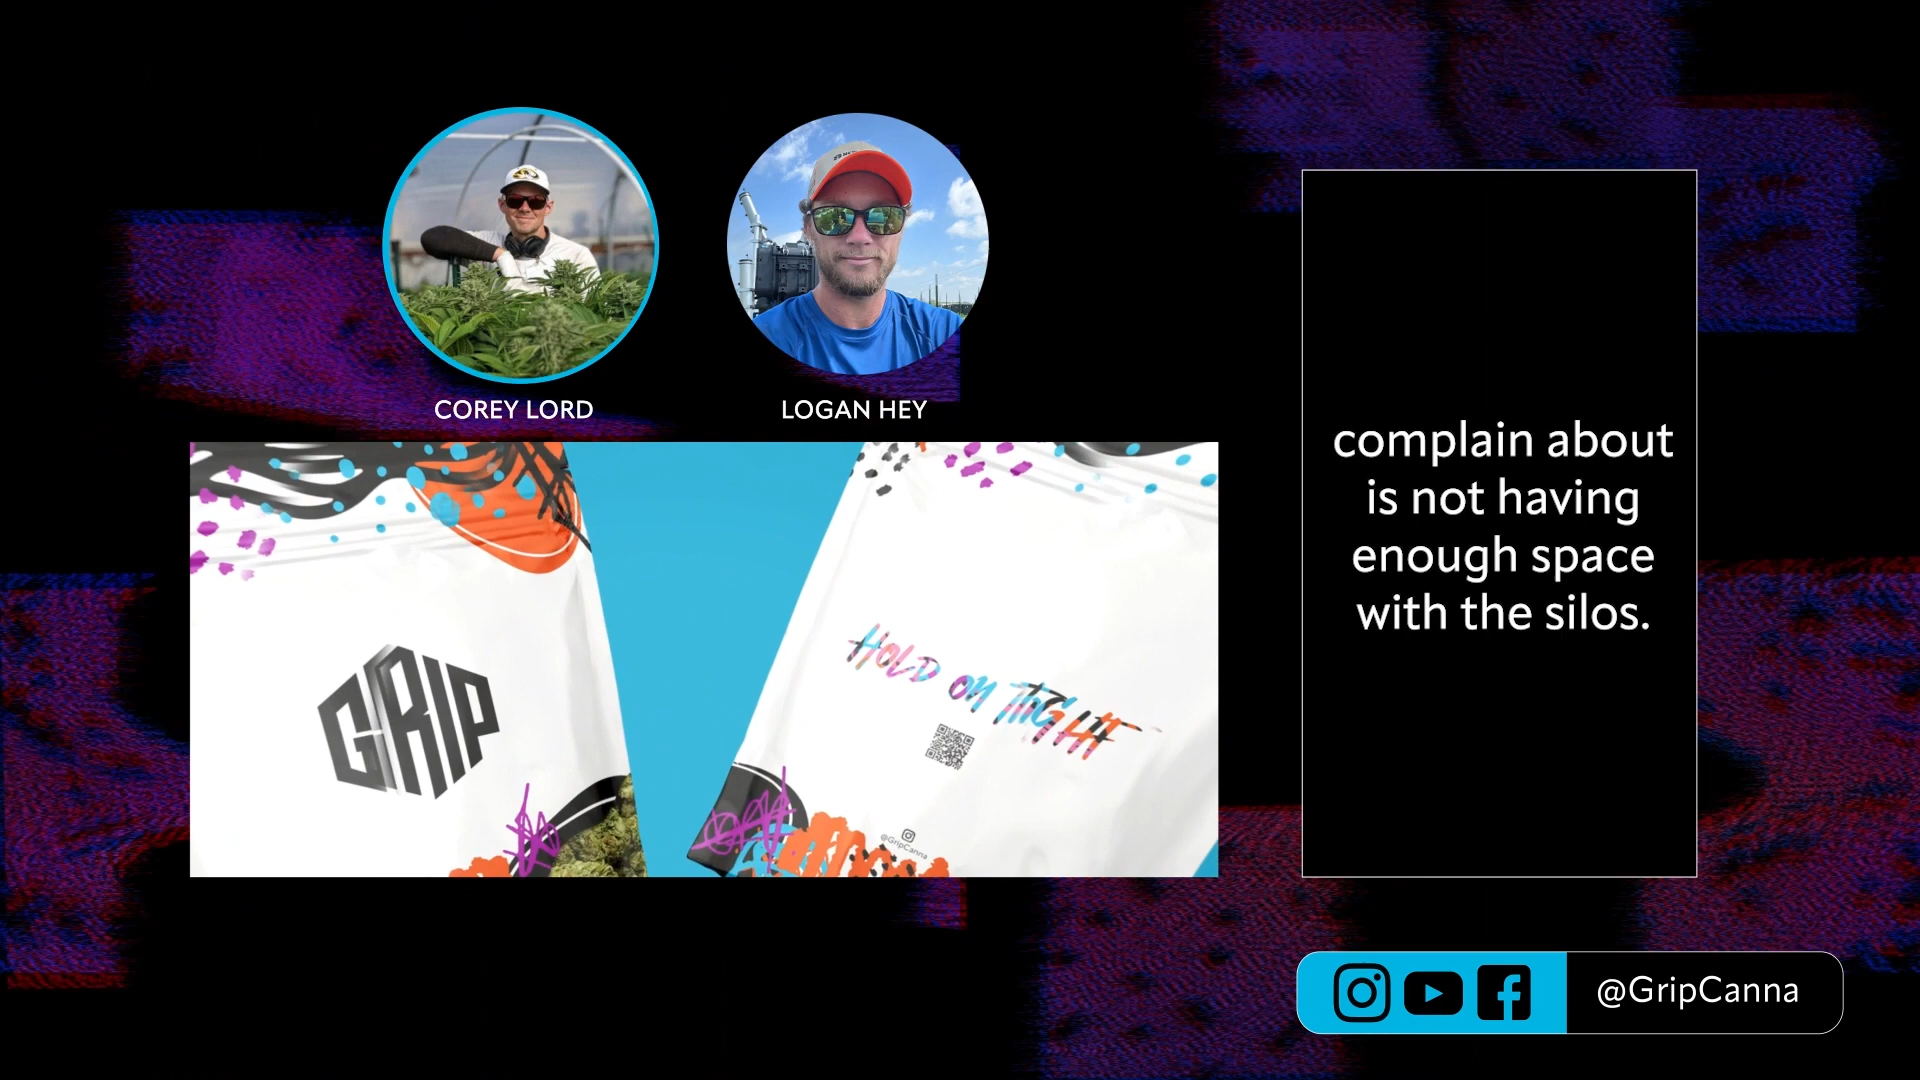 COREY LORD
LOGAN HEY
GRIP
HOLD ON TIGHT
@GripCanna
complain about
is not having
enough space
with the silos.
@GripCanna